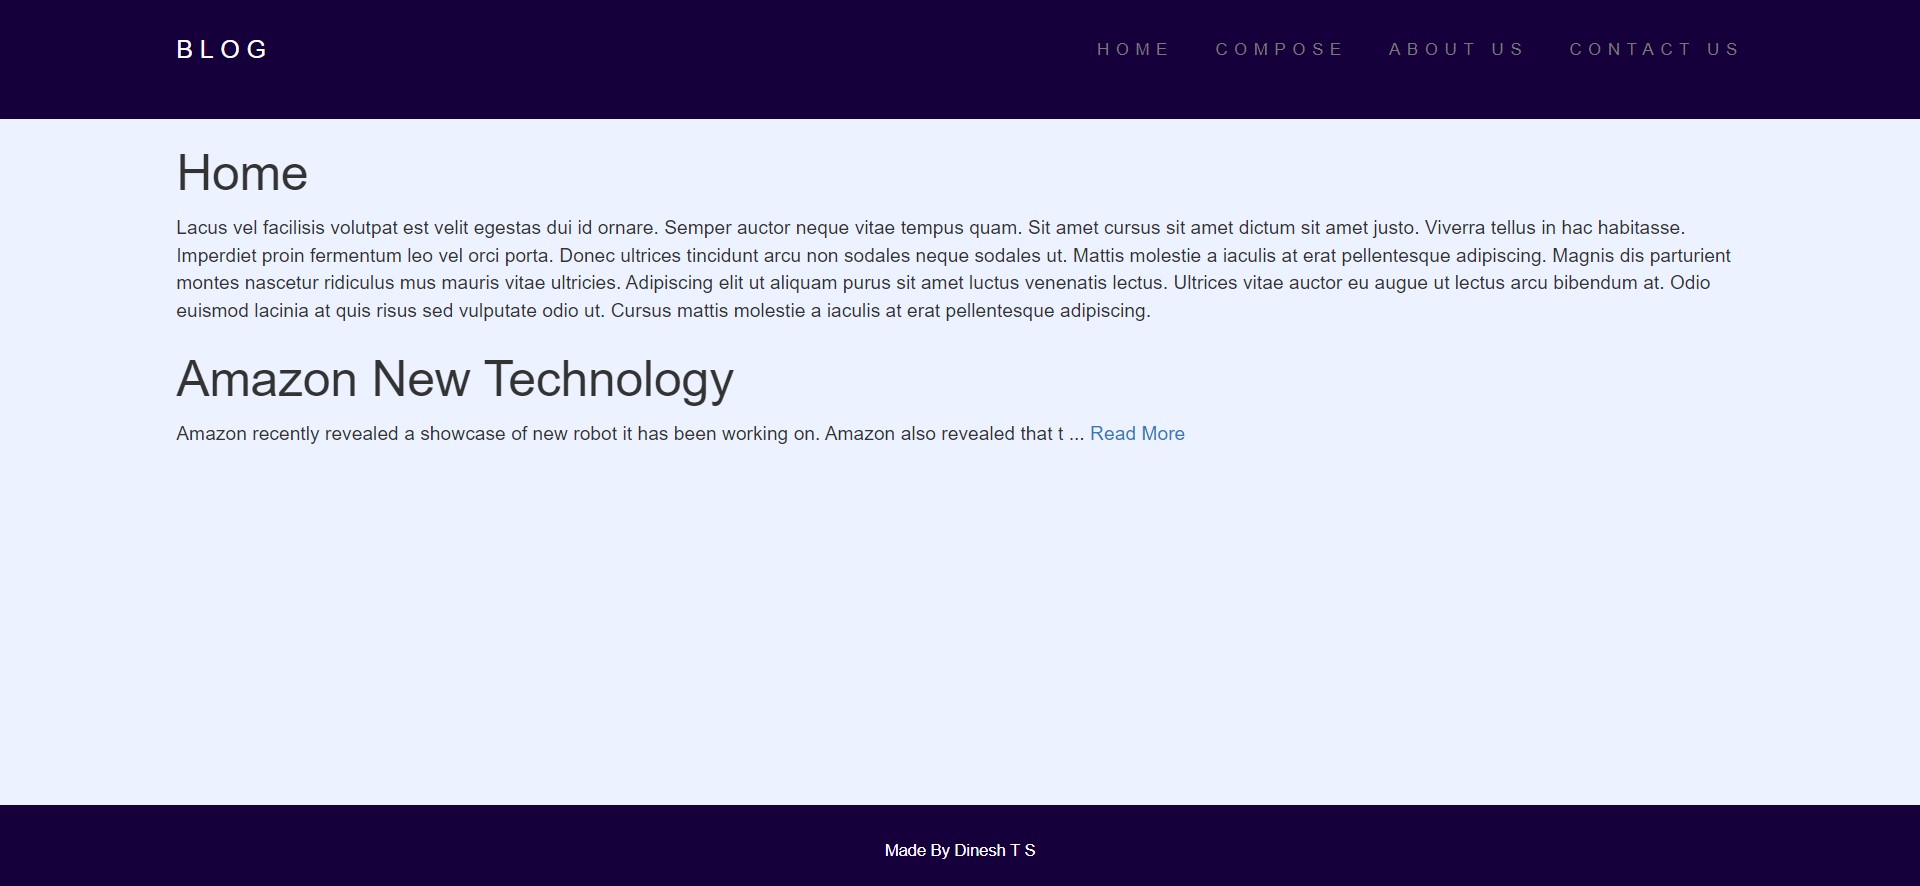 BLOG
HOME COMPOSE ABOUT US CONTACT US
Home
Lacus vel facilisis volutpat est velit egestas dui id ornare. Semper auctor neque vitae tempus quam. Sit amet cursus sit amet dictum sit amet justo. Viverra tellus in hac habitasse.
Imperdiet proin fermentum leo vel orci porta. Donec ultrices tincidunt arcu non sodales neque sodales ut. Mattis molestie a iaculis at erat pellentesque adipiscing. Magnis dis parturient
montes nascetur ridiculus mus mauris vitae ultricies. Adipiscing elit ut aliquam purus sit amet luctus venenatis lectus. Ultrices vitae auctor eu augue ut lectus arcu bibendum at. Odio
euismod lacinia at quis risus sed vulputate odio ut. Cursus mattis molestie a iaculis at erat pellentesque adipiscing.
Amazon New Technology
Amazon recently revealed a showcase of new robot it has been working on. Amazon also revealed that t ... Read More
Made By Dinesh T S